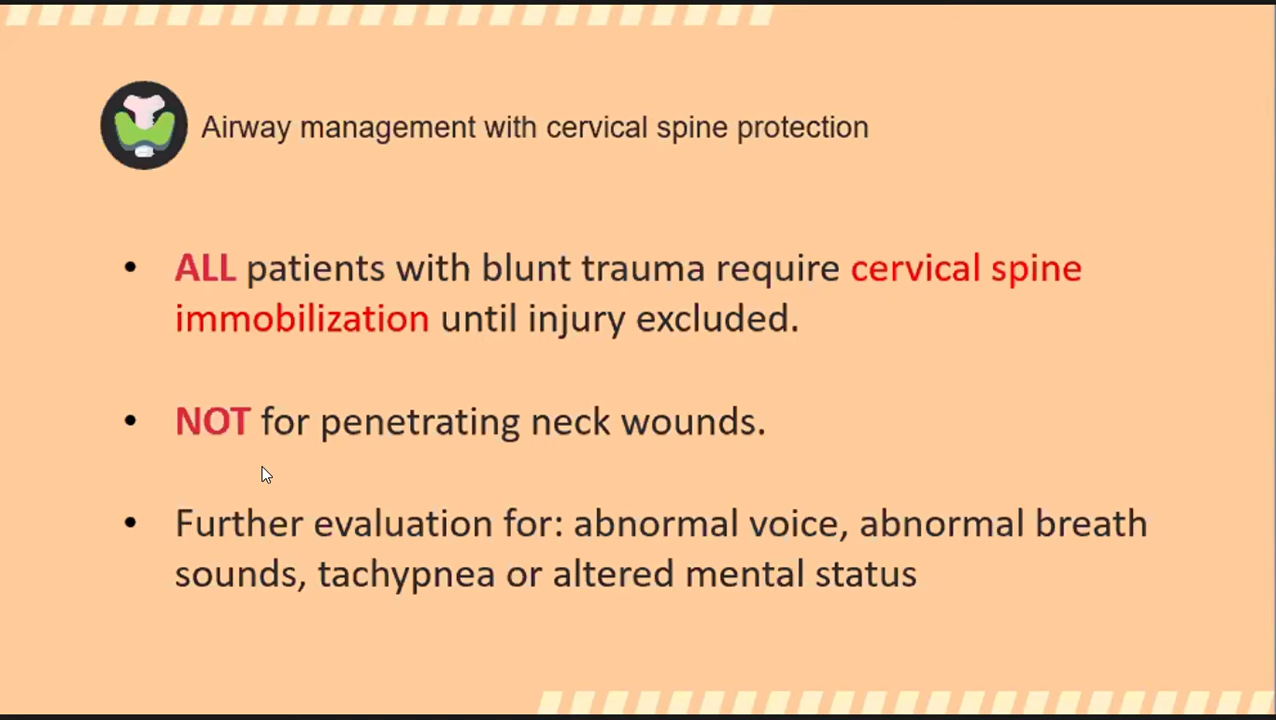 Airway management with cervical spine protection
• ALL patients with blunt trauma require cervical spine
immobilization until injury excluded.
• NOT for penetrating neck wounds.
• Further evaluation for: abnormal voice, abnormal breath
sounds, tachypnea or altered mental status